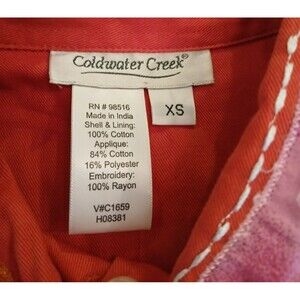 Coldwater Creek®
RN # 98516
Made in India
Shell & Lining:
100% Cotton
Applique:
84% Cotton
16% Polyester
Embroidery:
100% Rayon
V#C1659
H08381
XS